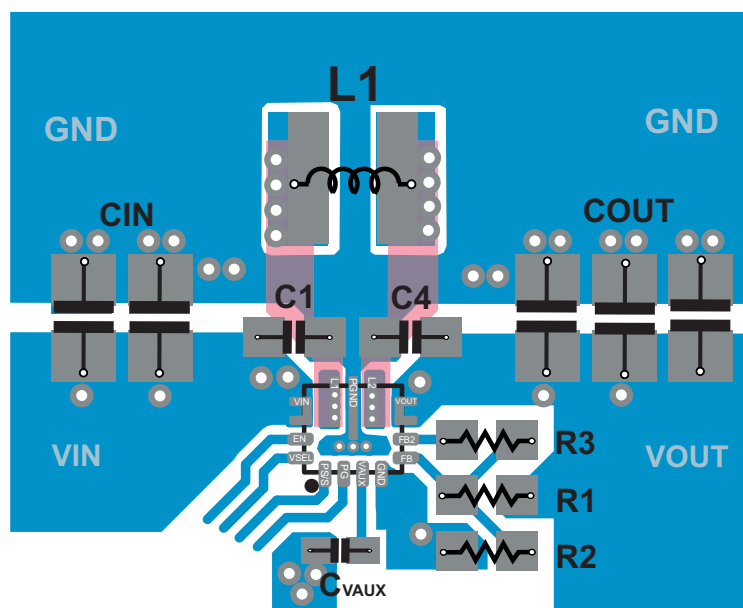 L1
GND
GND
CIN
COUT
C1
C4
L1
PGND
L2
VIN
VOUT
EN
FB2
VSEL
FB
PS/S
PG
VAUX
GND
VIN
VOUT
R3
R1
R2
CVAUX